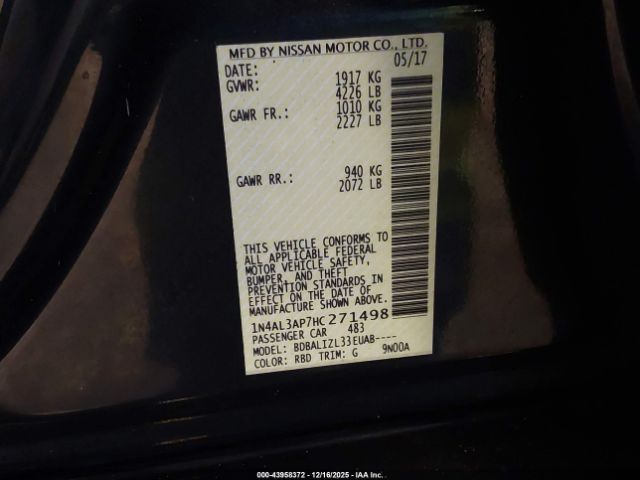 MFD BY NISSAN MOTOR CO., LTD.
DATE: 05/17
GVWR: 1917 KG
4226 LB
GAWR FR.: 1010 KG
2227 LB
GAWR RR.: 940 KG
2072 LB
THIS VEHICLE CONFORMS TO
ALL APPLICABLE FEDERAL
MOTOR VEHICLE SAFETY,
BUMPER, AND THEFT
PREVENTION STANDARDS IN
EFFECT ON THE DATE OF
MANUFACTURE SHOWN ABOVE.
1N4AL3AP7HC271498
PASSENGER CAR 483
MODEL: BDBALIZL33EUAB----
COLOR: RBD TRIM: G 9N00A
000-43958372 - 12/16/2025 - IAA Inc.